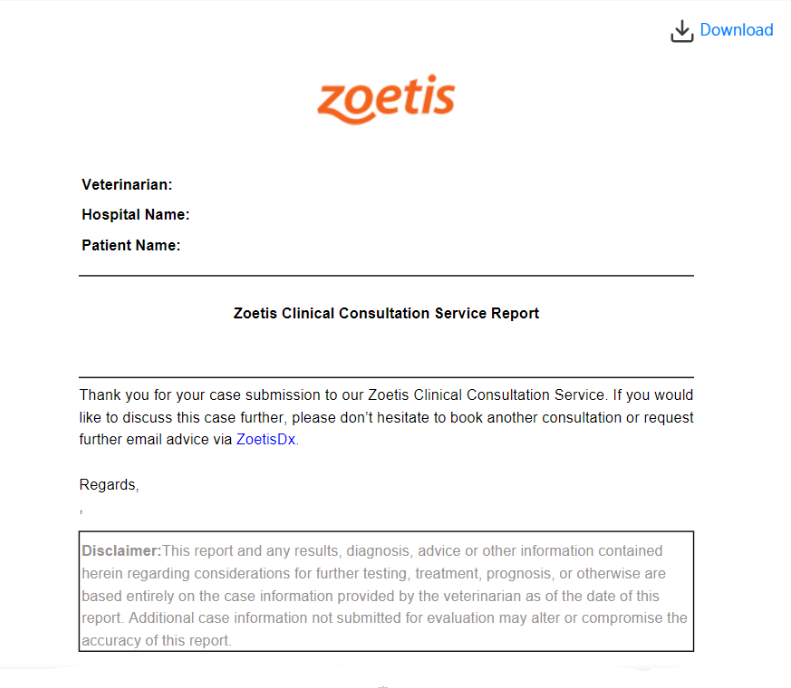 Download
zoetis
Veterinarian:
Hospital Name:
Patient Name:
Zoetis Clinical Consultation Service Report
Thank you for your case submission to our Zoetis Clinical Consultation Service. If you would
like to discuss this case further, please don’t hesitate to book another consultation or request
further email advice via ZoetisDx.
Regards,
,
Disclaimer:This report and any results, diagnosis, advice or other information contained
herein regarding considerations for further testing, treatment, prognosis, or otherwise are
based entirely on the case information provided by the veterinarian as of the date of this
report. Additional case information not submitted for evaluation may alter or compromise the
accuracy of this report.